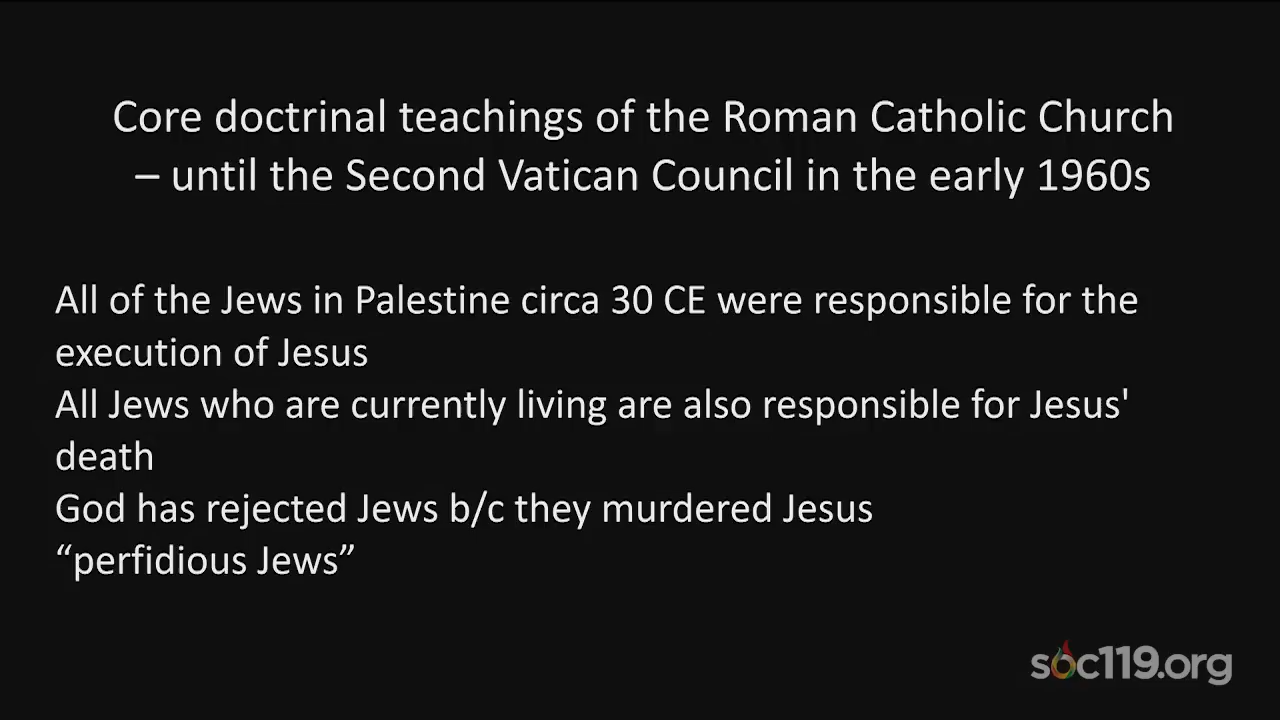 Core doctrinal teachings of the Roman Catholic Church
– until the Second Vatican Council in the early 1960s
All of the Jews in Palestine circa 30 CE were responsible for the
execution of Jesus
All Jews who are currently living are also responsible for Jesus'
death
God has rejected Jews b/c they murdered Jesus
“perfidious Jews”
soc119.org